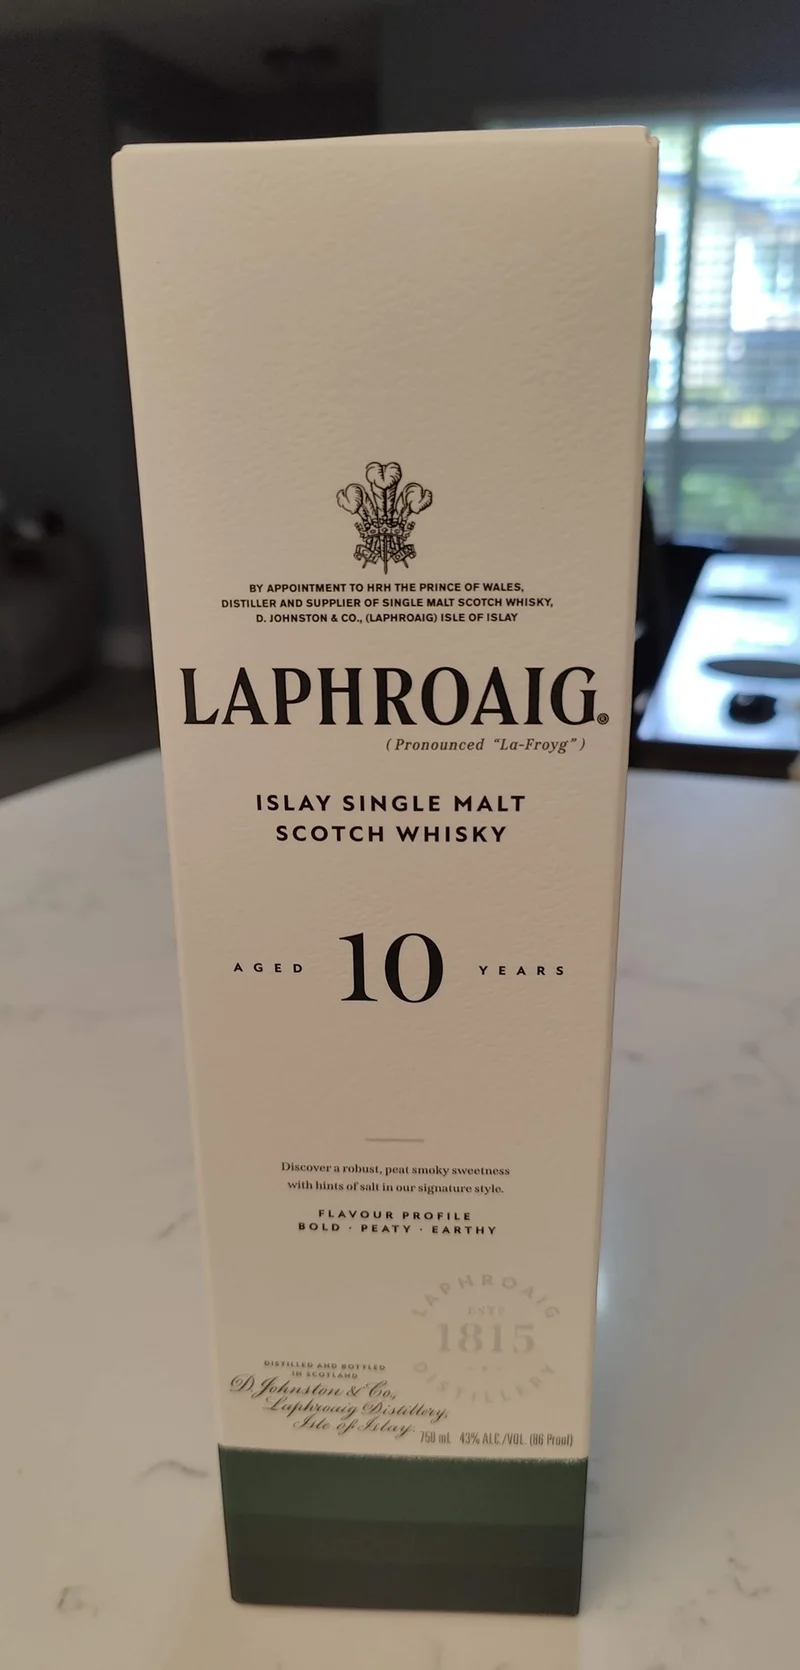 BY APPOINTMENT TO HRH THE PRINCE OF WALES,
DISTILLER AND SUPPLIER OF SINGLE MALT SCOTCH WHISKY,
D. JOHNSTON & CO., (LAPHROAIG) ISLE OF ISLAY
LAPHROAIG®
(Pronounced “La-Froyg”)
ISLAY SINGLE MALT
SCOTCH WHISKY
AGED 10 YEARS
Discover a robust, peat smoky sweetness
with hints of salt in our signature style.
FLAVOUR PROFILE
BOLD · PEATY · EARTHY
LAPHROAIG
ESTD
1815
DISTILLERY
DISTILLED AND BOTTLED
IN SCOTLAND
D. Johnston & Co.,
Laphroaig Distillery,
Isle of Islay.
750 mL 43% ALC./VOL. (86 Proof)